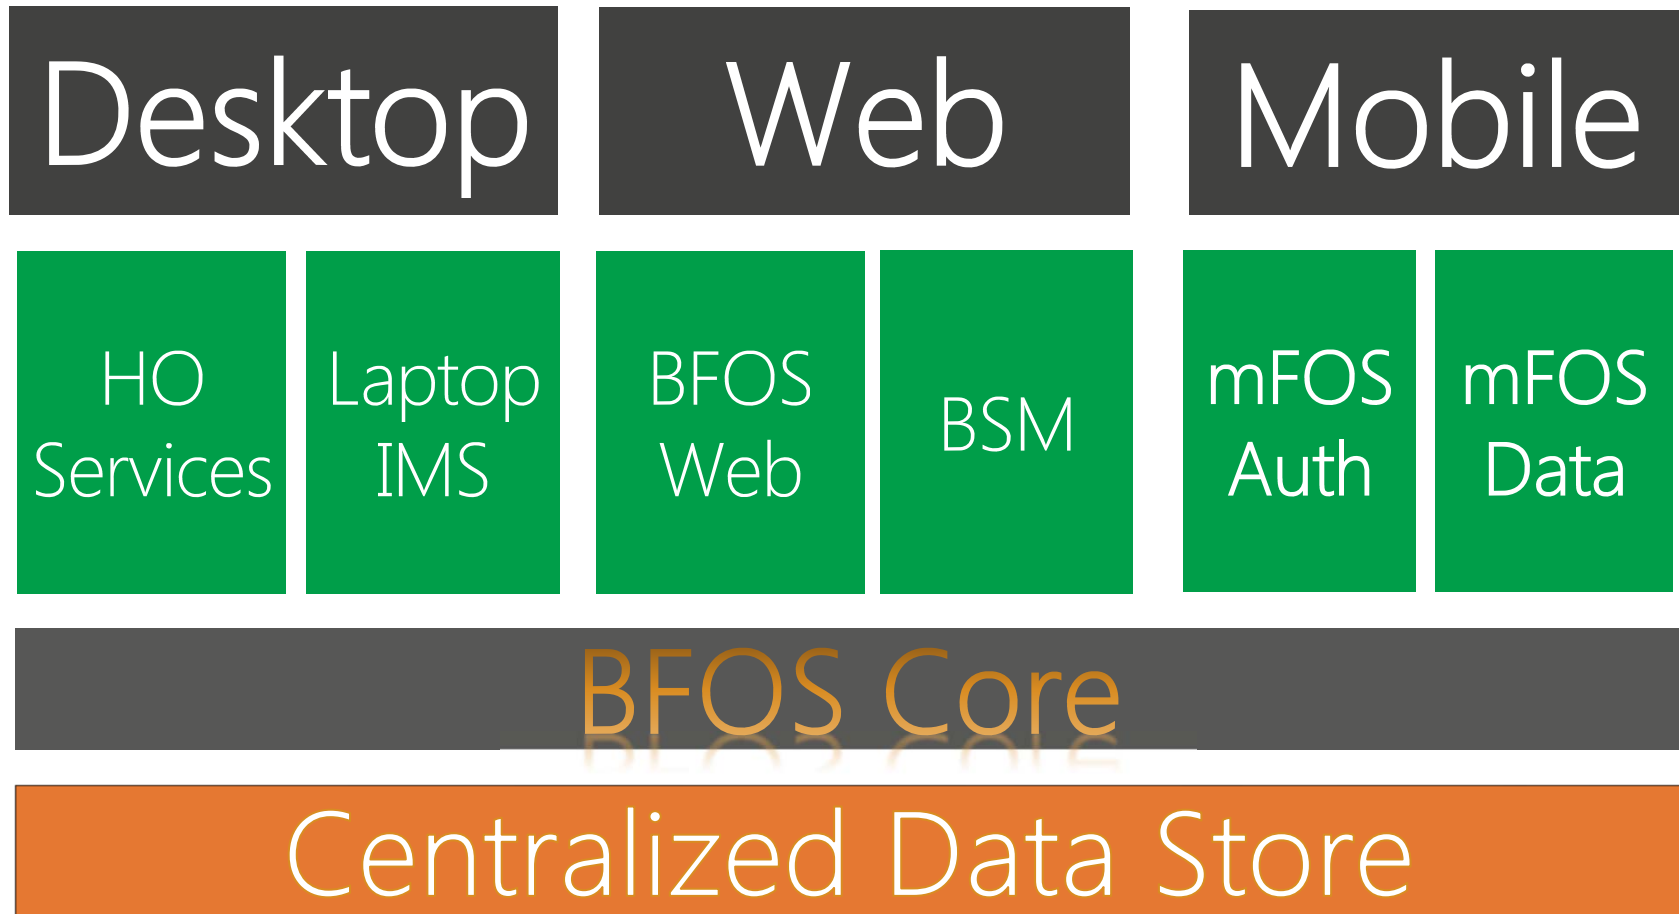 Desktop
Web
Mobile
HO
Services
Laptop
IMS
BFOS
Web
BSM
mFOS
Auth
mFOS
Data
BFOS Core
Centralized Data Store